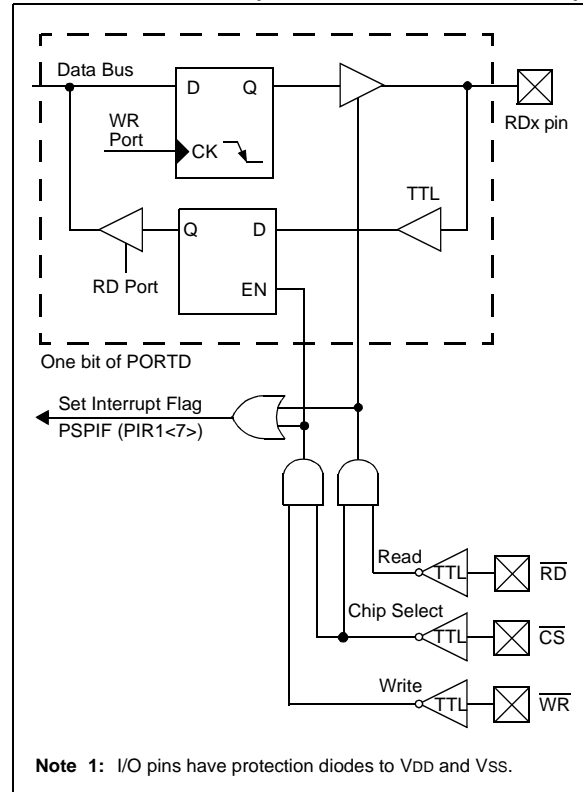 Data Bus
D Q
RDx pin
WR
Port
CK
TTL
Q D
RD Port
EN
One bit of PORTD
Set Interrupt Flag
PSPIF (PIR1<7>)
Read
TTL
RD
Chip Select
TTL
CS
Write
TTL
WR
Note 1: I/O pins have protection diodes to VDD and VSS.